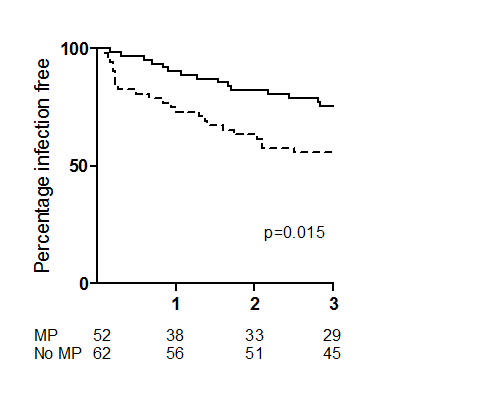 Percentage infection free
100
50
0
p=0.015
1 2 3
MP 52 38 33 29
No MP 62 56 51 45